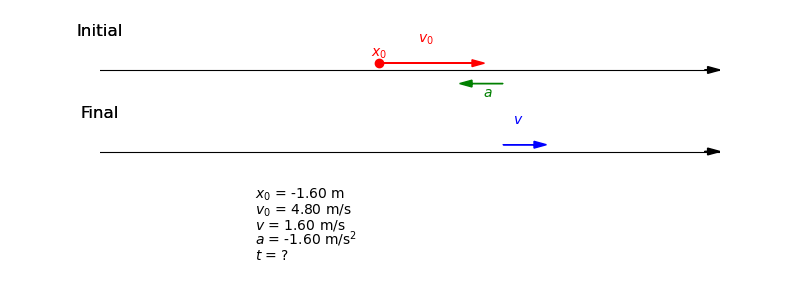 Initial
v₀
x₀
a
Final
v
x₀ = -1.60 m
v₀ = 4.80 m/s
v = 1.60 m/s
a = -1.60 m/s²
t = ?